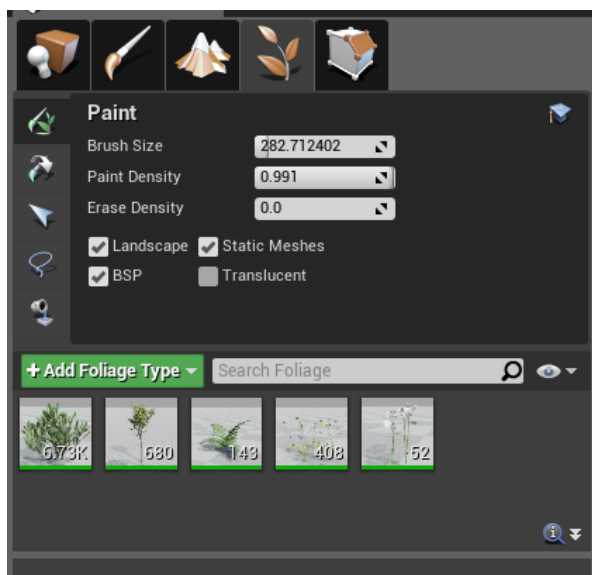 Paint
Brush Size 282.712402
Paint Density 0.991
Erase Density 0.0
Landscape Static Meshes
BSP Translucent
+ Add Foliage Type Search Foliage
6.73K 680 143 408 52